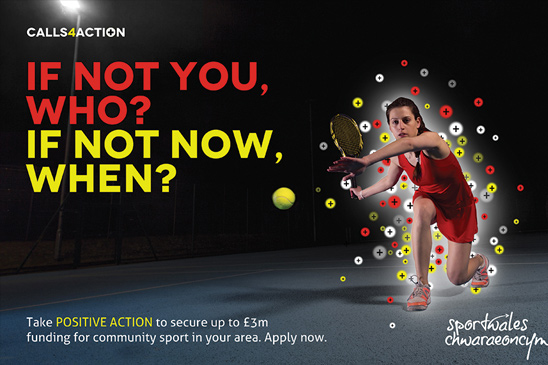 CALLS4ACTION
IF NOT YOU,
WHO?
IF NOT NOW,
WHEN?
Take POSITIVE ACTION to secure up to £3m
funding for community sport in your area. Apply now.
sportwales
chwaraeoncym